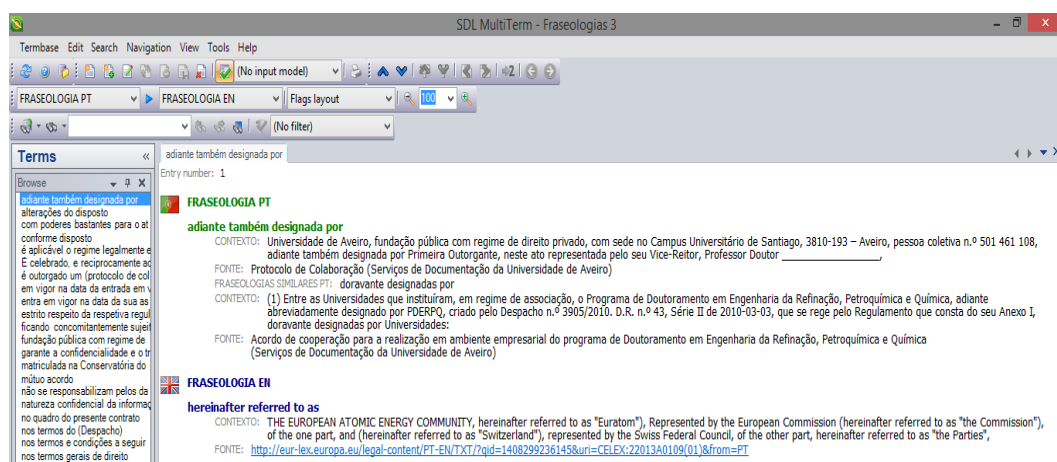 SDL MultiTerm - Fraseologias 3
Termbase Edit Search Navigation View Tools Help
(No input model)
FRASEOLOGIA PT FRASEOLOGIA EN Flags layout 100
(No filter)
Terms «
adiante também designada por
Browse
Entry number: 1
adiante também designada por
alterações do disposto
com poderes bastantes para o at
conforme disposto
é aplicável o regime legalmente e
É celebrado, e reciprocamente ac
é outorgado um (protocolo de col
em vigor na data da entrada em v
entra em vigor na data da sua as
estrito respeito da respetiva regul
ficando concomitantemente sujeit
fundação pública com regime de
garante a confidencialidade e o tr
matriculada na Conservatória do
mútuo acordo
não se responsabilizam pelos da
natureza confidencial da informaç
no quadro do presente contrato
nos termos do (Despacho)
nos termos e condições a seguir
nos termos gerais de direito
FRASEOLOGIA PT
adiante também designada por
CONTEXTO: Universidade de Aveiro, fundação pública com regime de direito privado, com sede no Campus Universitário de Santiago, 3810-193 – Aveiro, pessoa coletiva n.º 501 461 108,
adiante também designada por Primeira Outorgante, neste ato representada pelo seu Vice-Reitor, Professor Doutor ____________________,
FONTE: Protocolo de Colaboração (Serviços de Documentação da Universidade de Aveiro)
FRASEOLOGIAS SIMILARES PT: doravante designadas por
CONTEXTO: (1) Entre as Universidades que instituíram, em regime de associação, o Programa de Doutoramento em Engenharia da Refinação, Petroquímica e Química, adiante
abreviadamente designado por PDERPQ, criado pelo Despacho n.º 3905/2010. D.R. n.º 43, Série II de 2010-03-03, que se rege pelo Regulamento que consta do seu Anexo I,
doravante designadas por Universidades:
FONTE: Acordo de cooperação para a realização em ambiente empresarial do programa de Doutoramento em Engenharia da Refinação, Petroquímica e Química
(Serviços de Documentação da Universidade de Aveiro)
FRASEOLOGIA EN
hereinafter referred to as
CONTEXTO: THE EUROPEAN ATOMIC ENERGY COMMUNITY, hereinafter referred to as "Euratom"), Represented by the European Commission (hereinafter referred to as "the Commission"),
of the one part, and (hereinafter referred to as "Switzerland"), represented by the Swiss Federal Council, of the other part, hereinafter referred to as "the Parties",
FONTE: http://eur-lex.europa.eu/legal-content/PT-EN/TXT/?qid=1408299236145&uri=CELEX:22013A0109(01)&from=PT